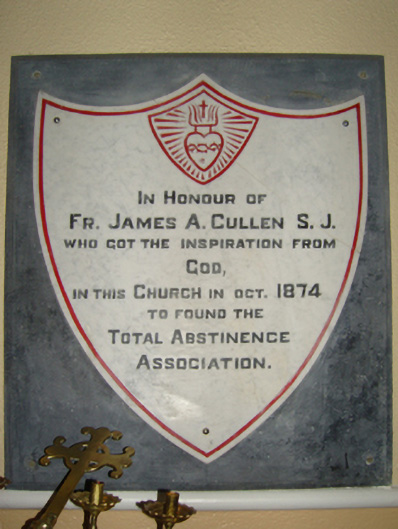 In Honour of
Fr. James A. Cullen S. J.
who got the inspiration from
God,
in this Church in oct. 1874
to found the
Total Abstinence
Association.